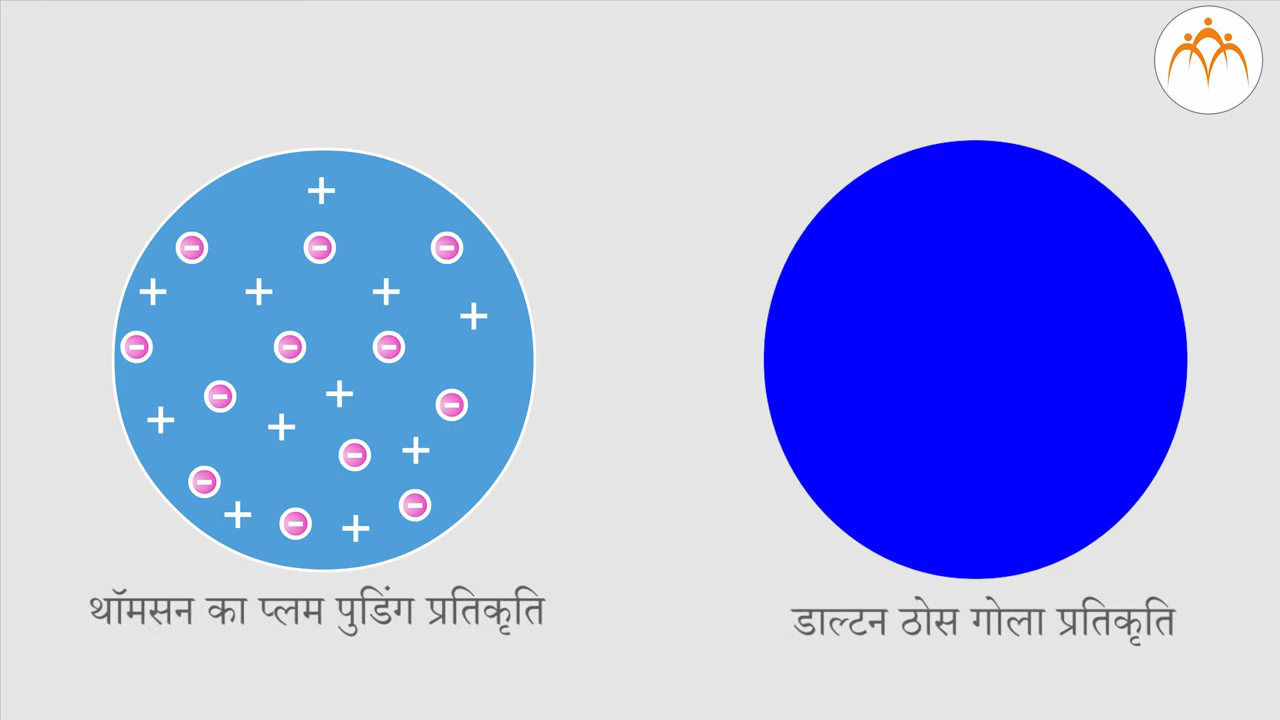 थॉमसन का प्लम पुडिंग प्रतिकृति
डाल्टन ठोस गोला प्रतिकृति